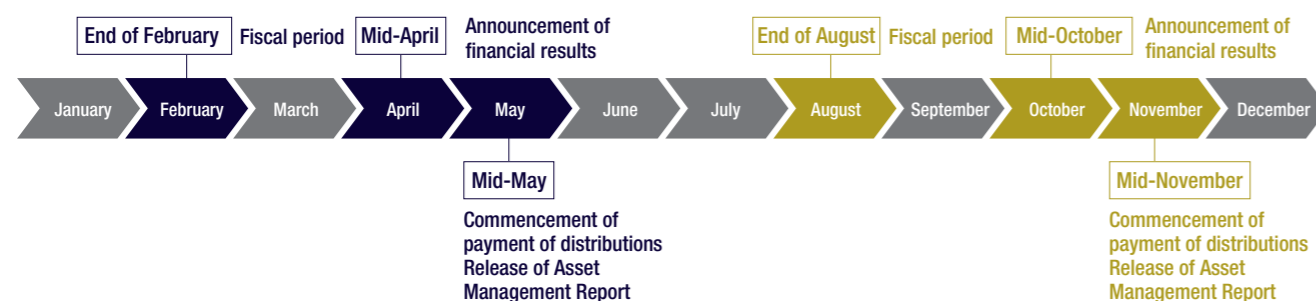 End of February
Fiscal period
Mid-April
Announcement of
financial results
End of August
Fiscal period
Mid-October
Announcement of
financial results
January
February
March
April
May
June
July
August
September
October
November
December
Mid-May
Commencement of
payment of distributions
Release of Asset
Management Report
Mid-November
Commencement of
payment of distributions
Release of Asset
Management Report